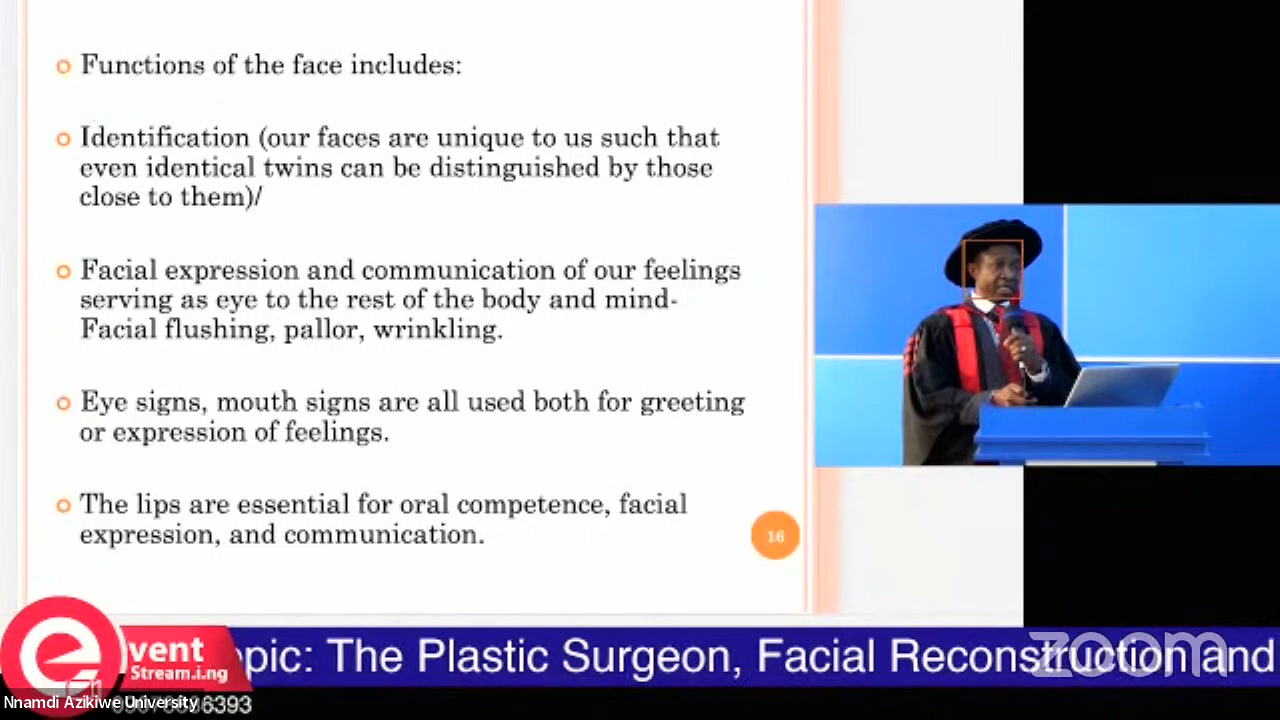 Functions of the face includes:
Identification (our faces are unique to us such that
even identical twins can be distinguished by those
close to them)/
Facial expression and communication of our feelings
serving as eye to the rest of the body and mind-
Facial flushing, pallor, wrinkling.
Eye signs, mouth signs are all used both for greeting
or expression of feelings.
The lips are essential for oral competence, facial
expression, and communication.
16
event
Stream.i.ng
opic: The Plastic Surgeon, Facial Reconstruction and
zoom
Nnamdi Azikiwe University